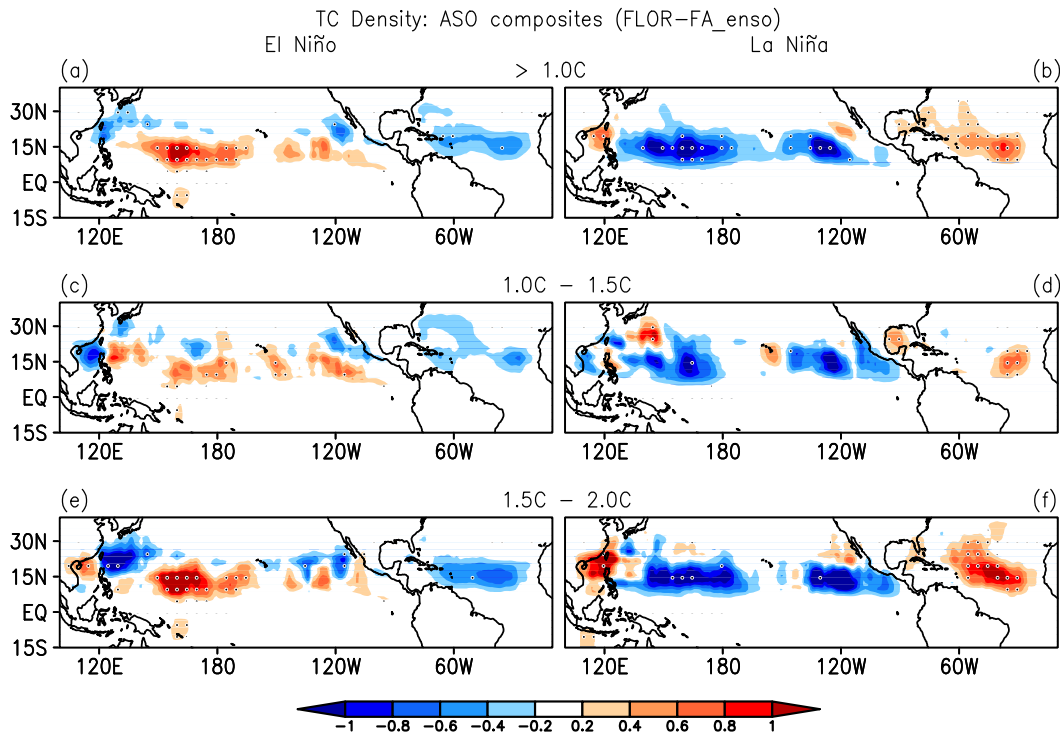 TC Density: ASO composites (FLOR-FA_enso)
El Niño La Niña
(a) > 1.0C (b)
30N
15N
EQ
15S
120E 180 120W 60W 120E 180 120W 60W
(c) 1.0C - 1.5C (d)
30N
15N
EQ
15S
120E 180 120W 60W 120E 180 120W 60W
(e) 1.5C - 2.0C (f)
30N
15N
EQ
15S
120E 180 120W 60W 120E 180 120W 60W
-1 -0.8 -0.6 -0.4 -0.2 0.2 0.4 0.6 0.8 1